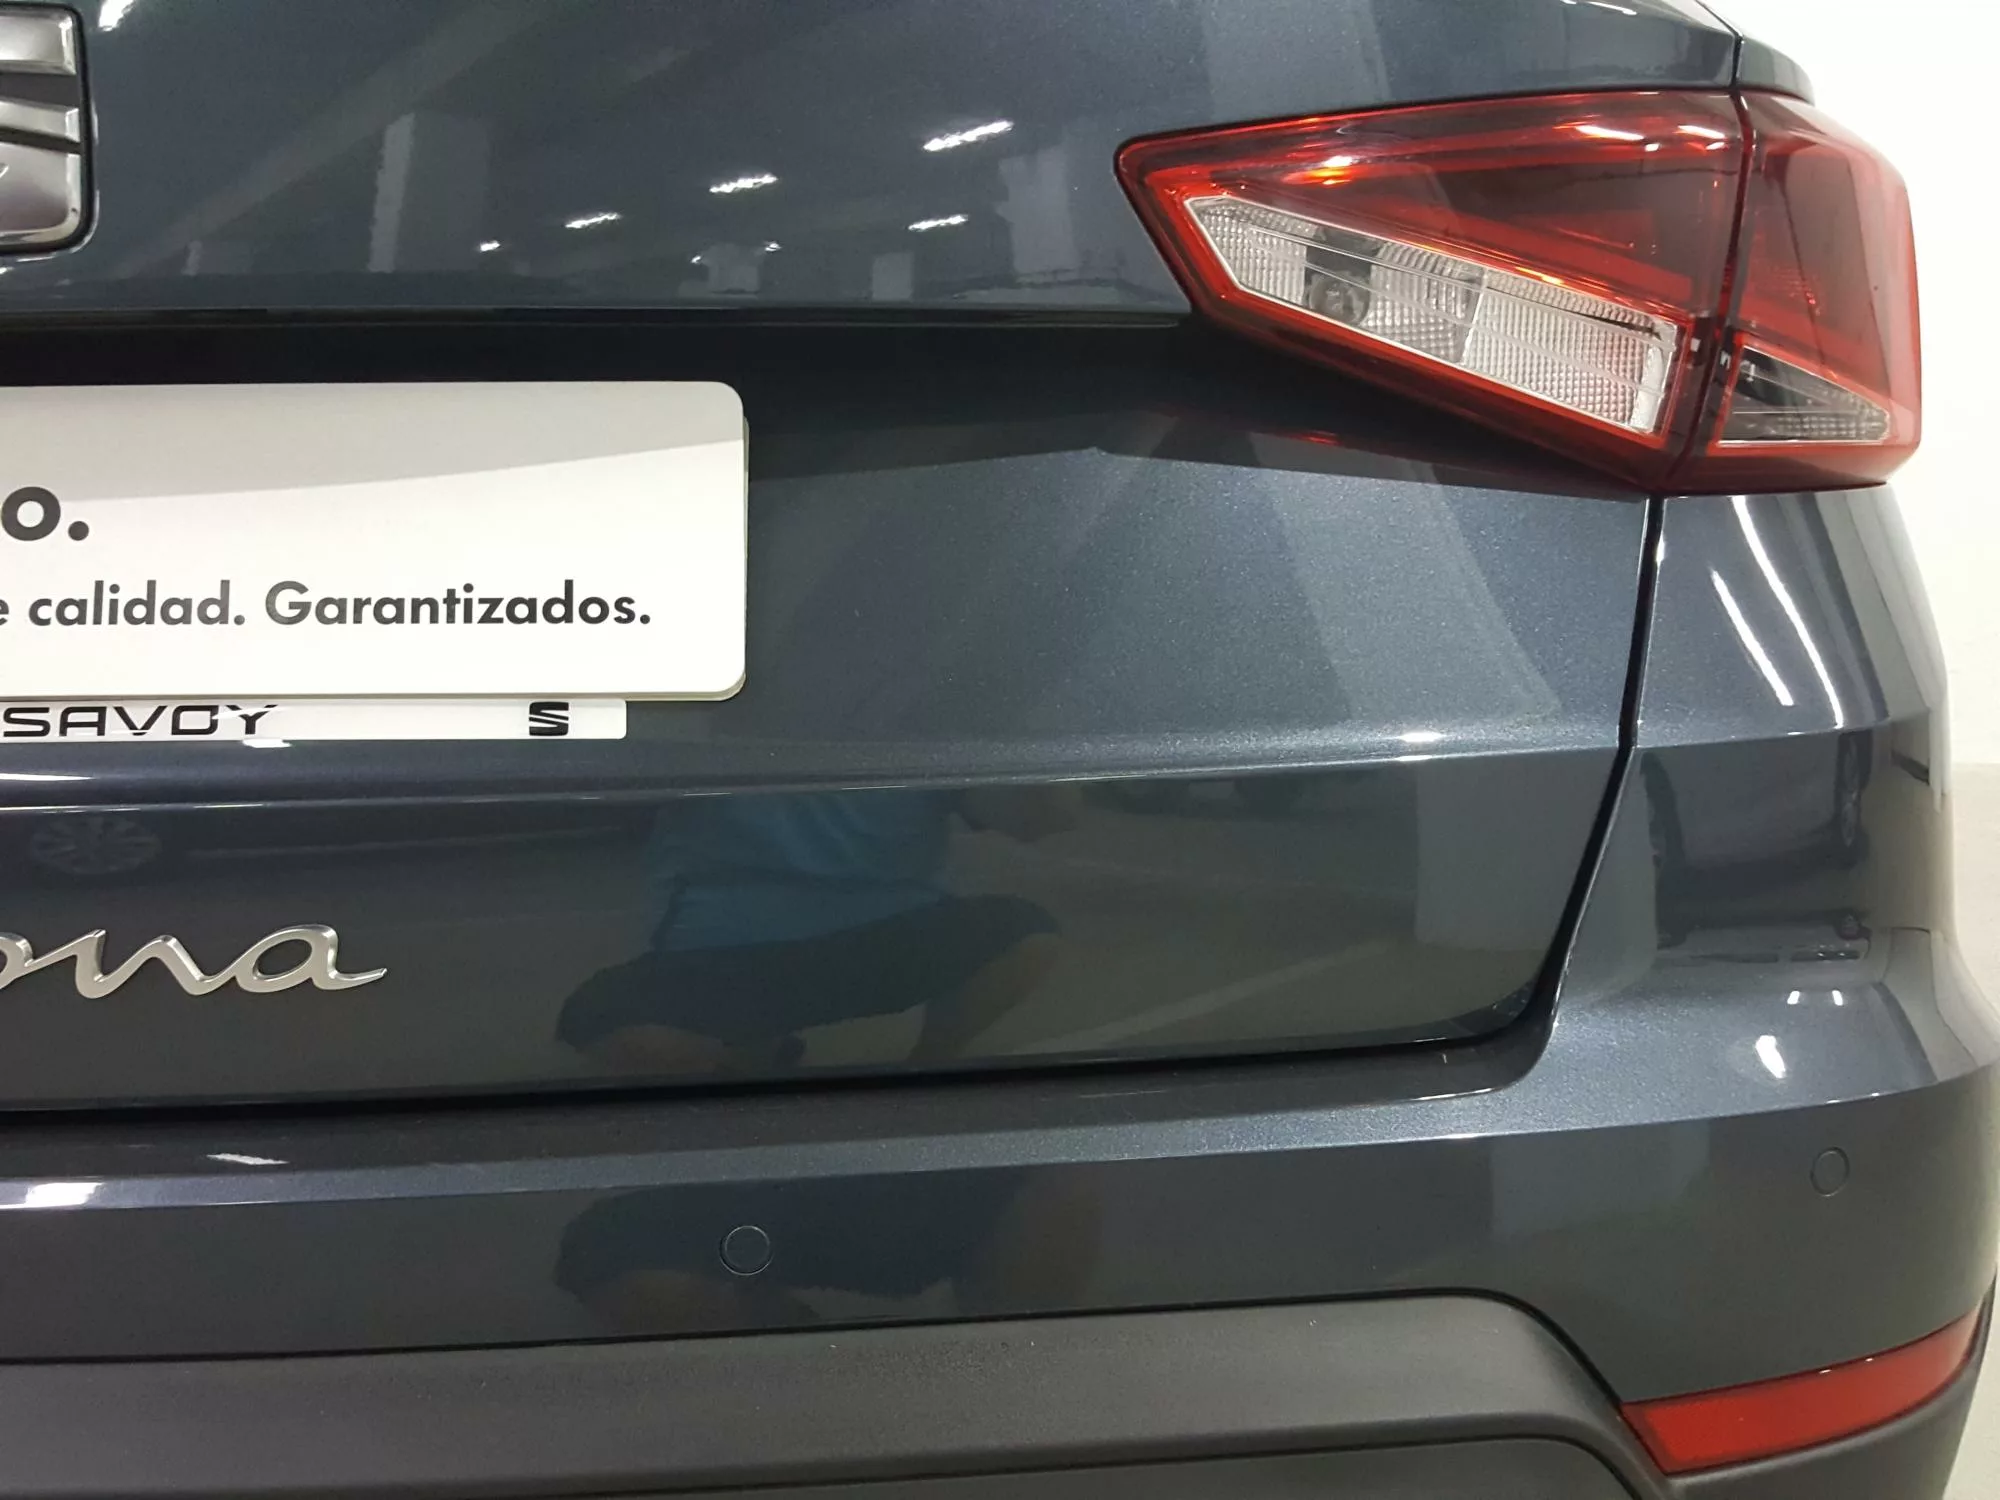 o.
e calidad. Garantizados.
SAVOY
ona